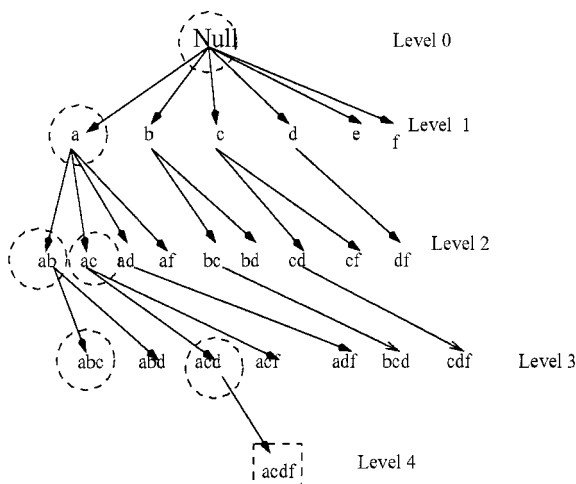 Null Level 0
a b c d e f Level 1
ab ac ad af bc bd cd cf df Level 2
abc abd acd acf adf bcd cdf Level 3
acdf Level 4